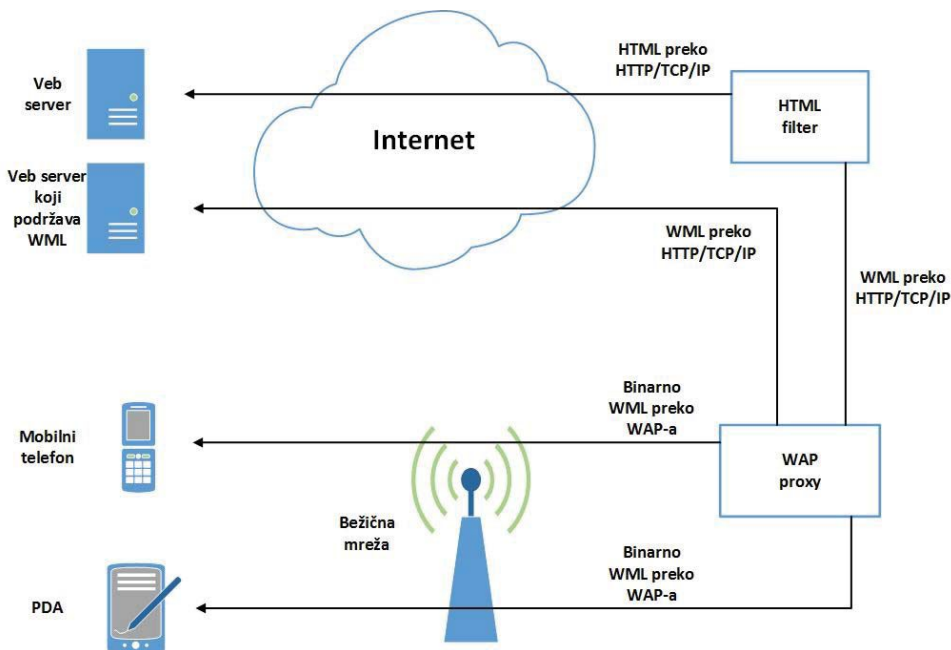 HTML preko
HTTP/TCP/IP
Veb
server
HTML
filter
Internet
Veb server
koji
podržava
WML
WML preko
HTTP/TCP/IP
WML preko
HTTP/TCP/IP
Binarno
WML preko
WAP-a
Mobilni
telefon
WAP
proxy
Bežična
mreža
Binarno
WML preko
WAP-a
PDA